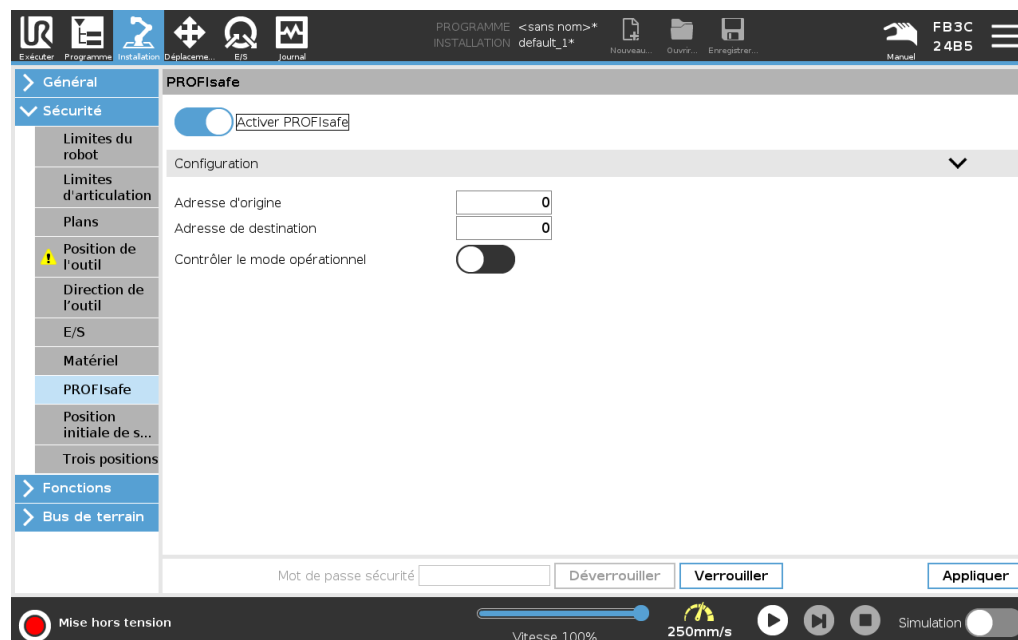 PROGRAMME <sans nom>*
INSTALLATION default_1*
Exécuter
Programme
Installation
Déplaceme...
E/S
Journal
Nouveau...
Ouvrir...
Enregistrer...
Manuel
FB3C
24B5
Général
Sécurité
Limites du
robot
Limites
d'articulation
Plans
Position de
l'outil
Direction de
l’outil
E/S
Matériel
PROFIsafe
Position
initiale de s...
Trois positions
Fonctions
Bus de terrain
PROFIsafe
Activer PROFIsafe
Configuration
Adresse d'origine 0
Adresse de destination 0
Contrôler le mode opérationnel
Mot de passe sécurité
Déverrouiller
Verrouiller
Appliquer
Mise hors tension
Vitesse 100%
250mm/s
Simulation